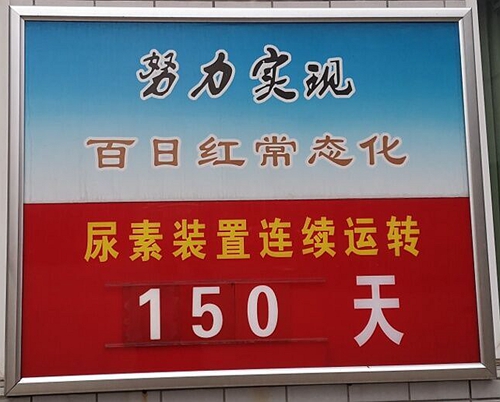 努力实现
百日红常态化
尿素装置连续运转
150 天